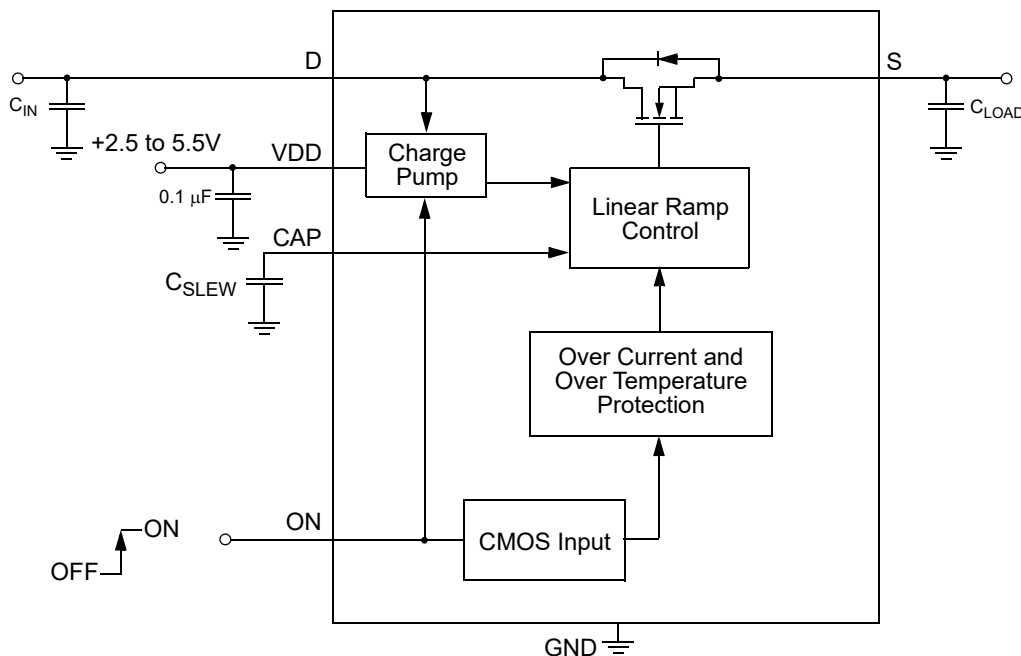 D
S
C_IN
C_LOAD
+2.5 to 5.5V
VDD
Charge
Pump
0.1 μF
Linear Ramp
Control
CAP
C_SLEW
Over Current and
Over Temperature
Protection
ON
ON
CMOS Input
OFF
GND